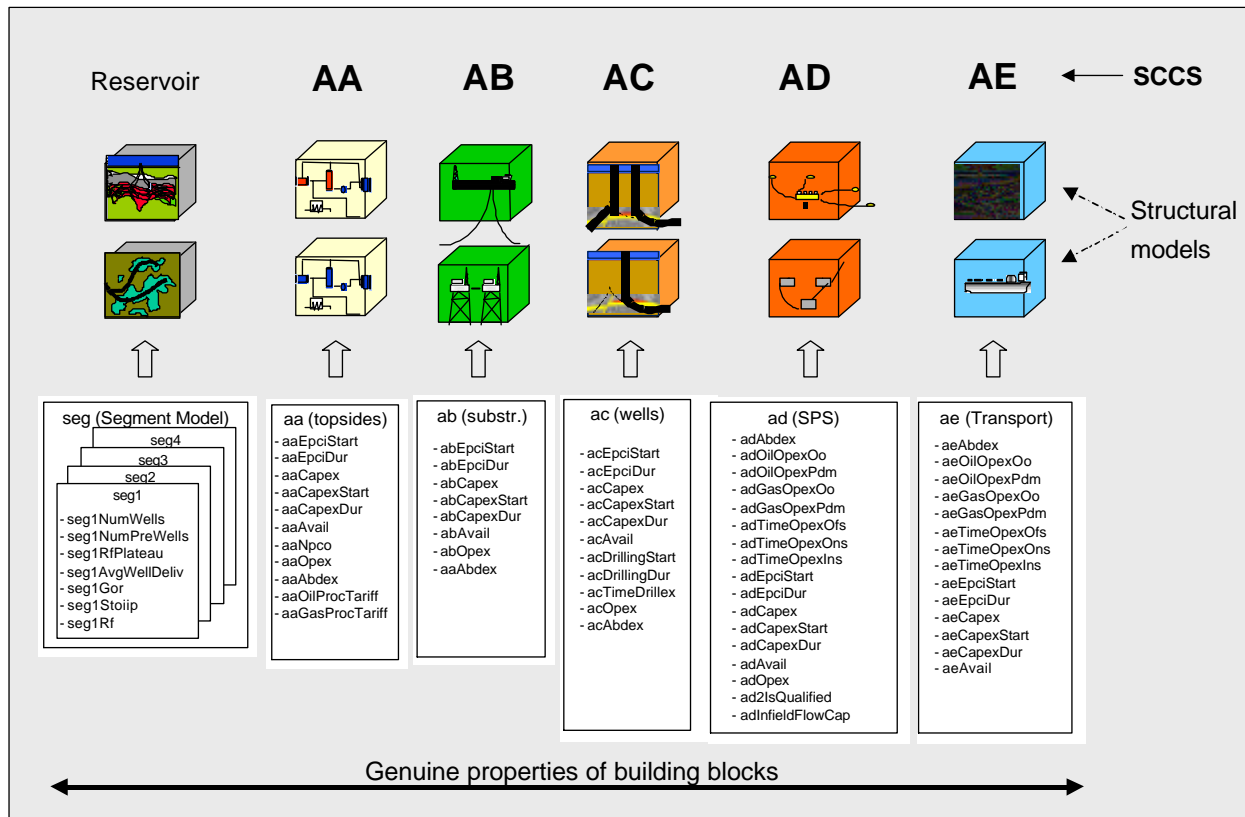 Reservoir
AA
AB
AC
AD
AE
SCCS
Structural
models
seg (Segment Model)
seg4
seg3
seg2
seg1
- seg1NumWells
- seg1NumPreWells
- seg1RfPlateau
- seg1AvgWellDeliv
- seg1Gor
- seg1Stoiip
- seg1Rf
aa (topsides)
- aaEpciStart
- aaEpciDur
- aaCapex
- aaCapexStart
- aaCapexDur
- aaAvail
- aaNpco
- aaOpex
- aaAbdex
- aaOilProcTariff
- aaGasProcTariff
ab (substr.)
- abEpciStart
- abEpciDur
- abCapex
- abCapexStart
- abCapexDur
- abAvail
- abOpex
- aaAbdex
ac (wells)
- acEpciStart
- acEpciDur
- acCapex
- acCapexStart
- acCapexDur
- acAvail
- acDrillingStart
- acDrillingDur
- acTimeDrillex
- acOpex
- acAbdex
ad (SPS)
- adAbdex
- adOilOpexOo
- adOilOpexPdm
- adGasOpexOo
- adGasOpexPdm
- adTimeOpexOfs
- adTimeOpexOns
- adTimeOpexIns
- adEpciStart
- adEpciDur
- adCapex
- adCapexStart
- adCapexDur
- adAvail
- adOpex
- ad2IsQualified
- adInfieldFlowCap
ae (Transport)
- aeAbdex
- aeOilOpexOo
- aeOilOpexPdm
- aeGasOpexOo
- aeGasOpexPdm
- aeTimeOpexOfs
- aeTimeOpexOns
- aeTimeOpexIns
- aeEpciStart
- aeEpciDur
- aeCapex
- aeCapexStart
- aeCapexDur
- aeAvail
Genuine properties of building blocks